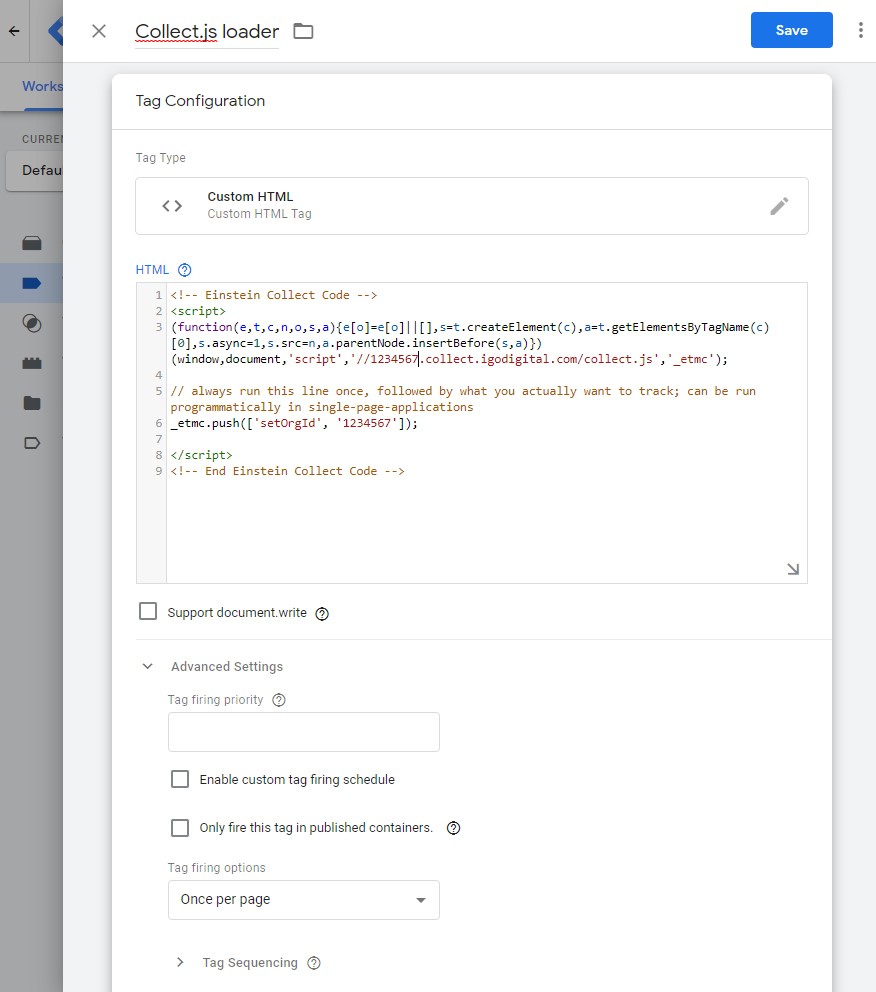 Collect.js loader
Save
Works
Tag Configuration
CURREN
Tag Type
Defau
Custom HTML
Custom HTML Tag
HTML
1 <!-- Einstein Collect Code -->
2 <script>
3 (function(e,t,c,n,o,s,a){e[o]=e[o]||[],s=t.createElement(c),a=t.getElementsByTagName(c)
[0],s.async=1,s.src=n,a.parentNode.insertBefore(s,a)})
(window,document,'script','//1234567.collect.igodigital.com/collect.js','_etmc');
4
5 // always run this line once, followed by what you actually want to track; can be run
programmatically in single-page-applications
6 _etmc.push(['setOrgId', '1234567']);
7
8 </script>
9 <!-- End Einstein Collect Code -->
Support document.write
Advanced Settings
Tag firing priority
Enable custom tag firing schedule
Only fire this tag in published containers.
Tag firing options
Once per page
Tag Sequencing